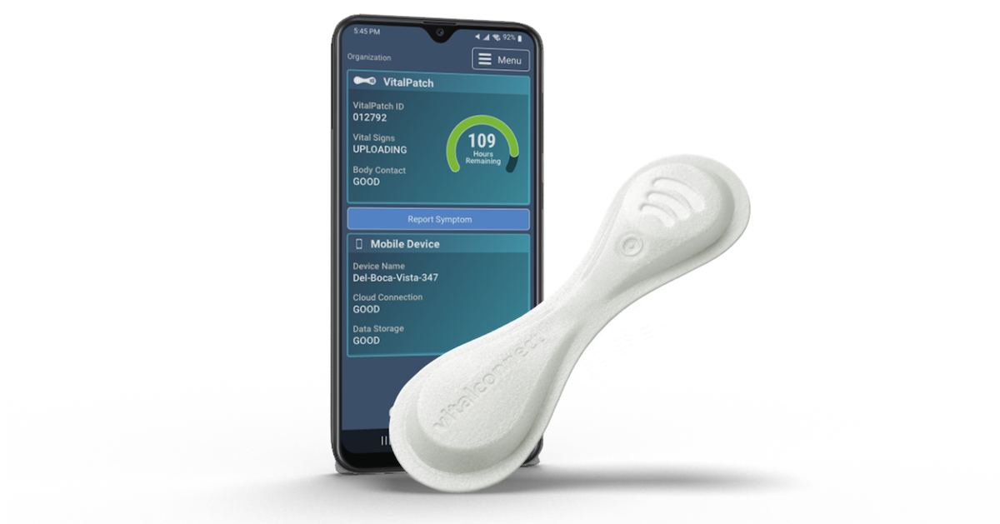 5:45 PM
92%
Organization
Menu
VitalPatch
VitalPatch ID
012792
Vital Signs
UPLOADING
Body Contact
GOOD
109
Hours
Remaining
Report Symptom
Mobile Device
Device Name
Del-Boca-Vista-347
Cloud Connection
GOOD
Data Storage
GOOD
vitalconnect